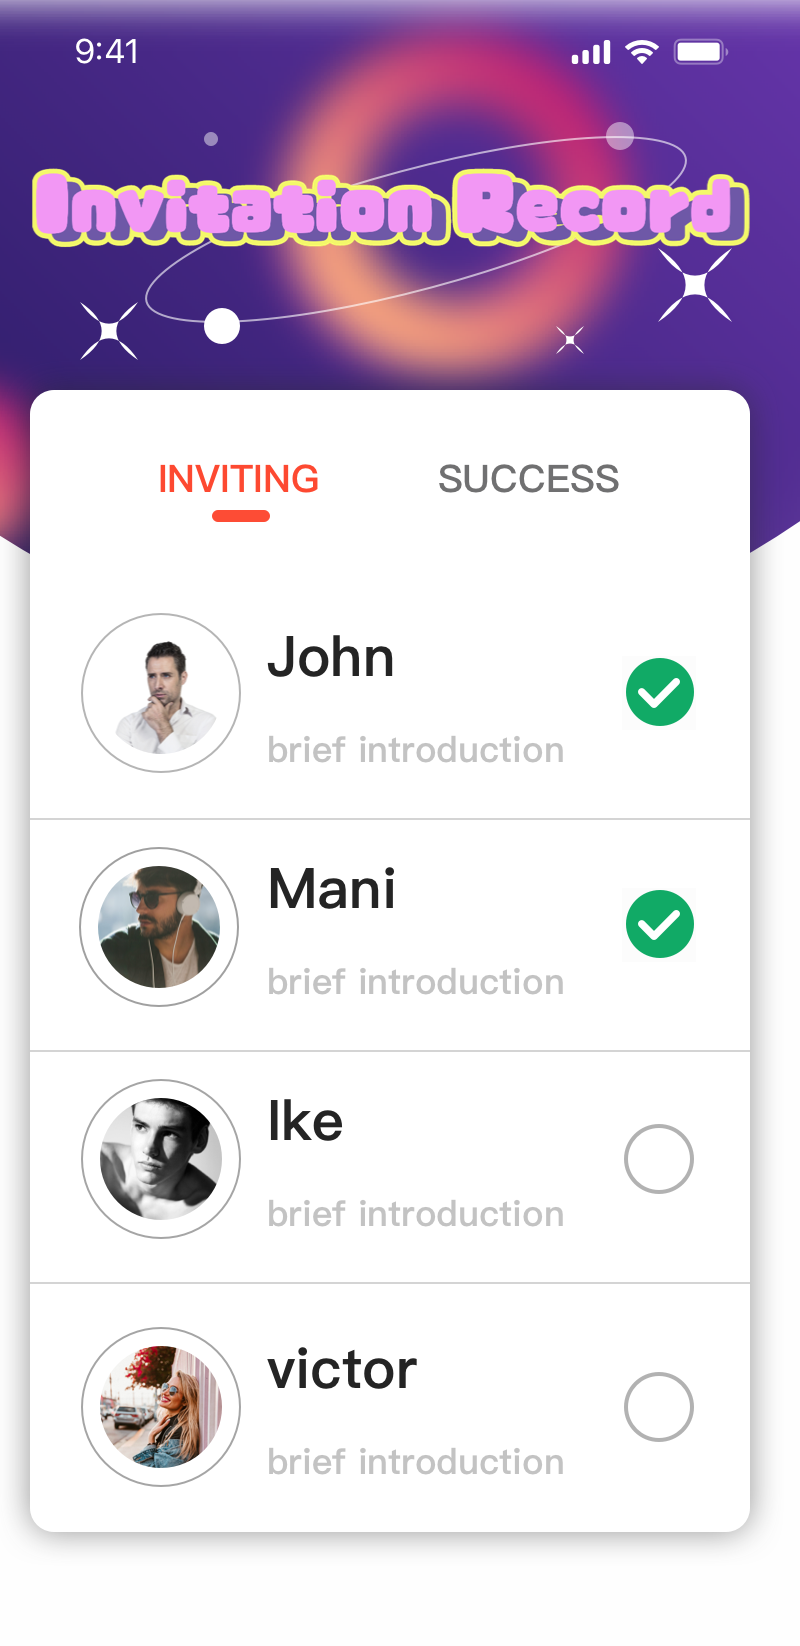 9:41
Invitation Record
INVITING SUCCESS
John
brief introduction
Mani
brief introduction
Ike
brief introduction
victor
brief introduction